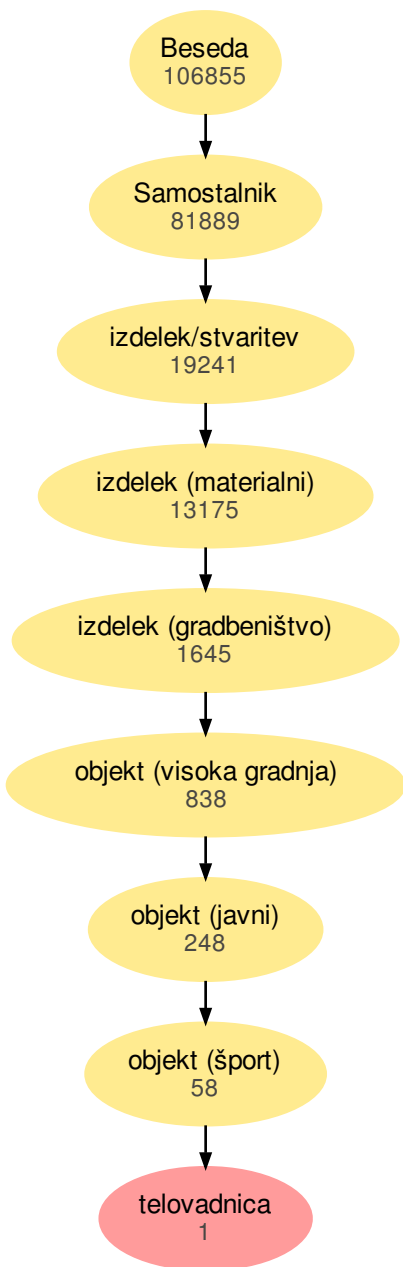 Beseda
106855
Samostalnik
81889
izdelek/stvaritev
19241
izdelek (materialni)
13175
izdelek (gradbeništvo)
1645
objekt (visoka gradnja)
838
objekt (javni)
248
objekt (šport)
58
telovadnica
1